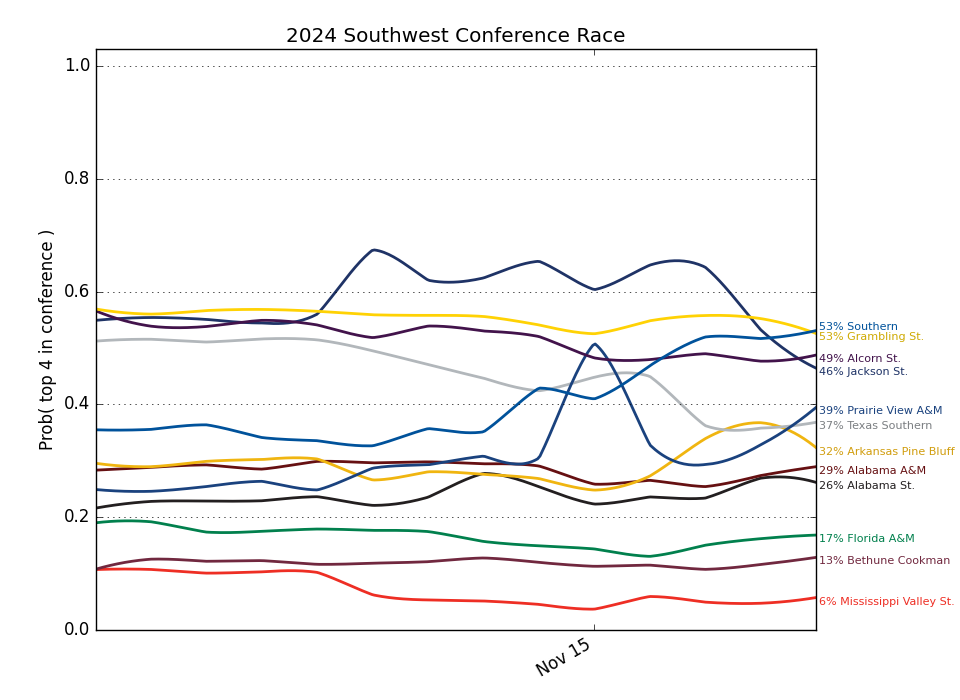 2024 Southwest Conference Race
1.0
0.8
0.6
0.4
0.2
0.0
Prob( top 4 in conference )
Nov 15
53% Southern
53% Grambling St.
49% Alcorn St.
46% Jackson St.
39% Prairie View A&M
37% Texas Southern
32% Arkansas Pine Bluff
29% Alabama A&M
26% Alabama St.
17% Florida A&M
13% Bethune Cookman
6% Mississippi Valley St.